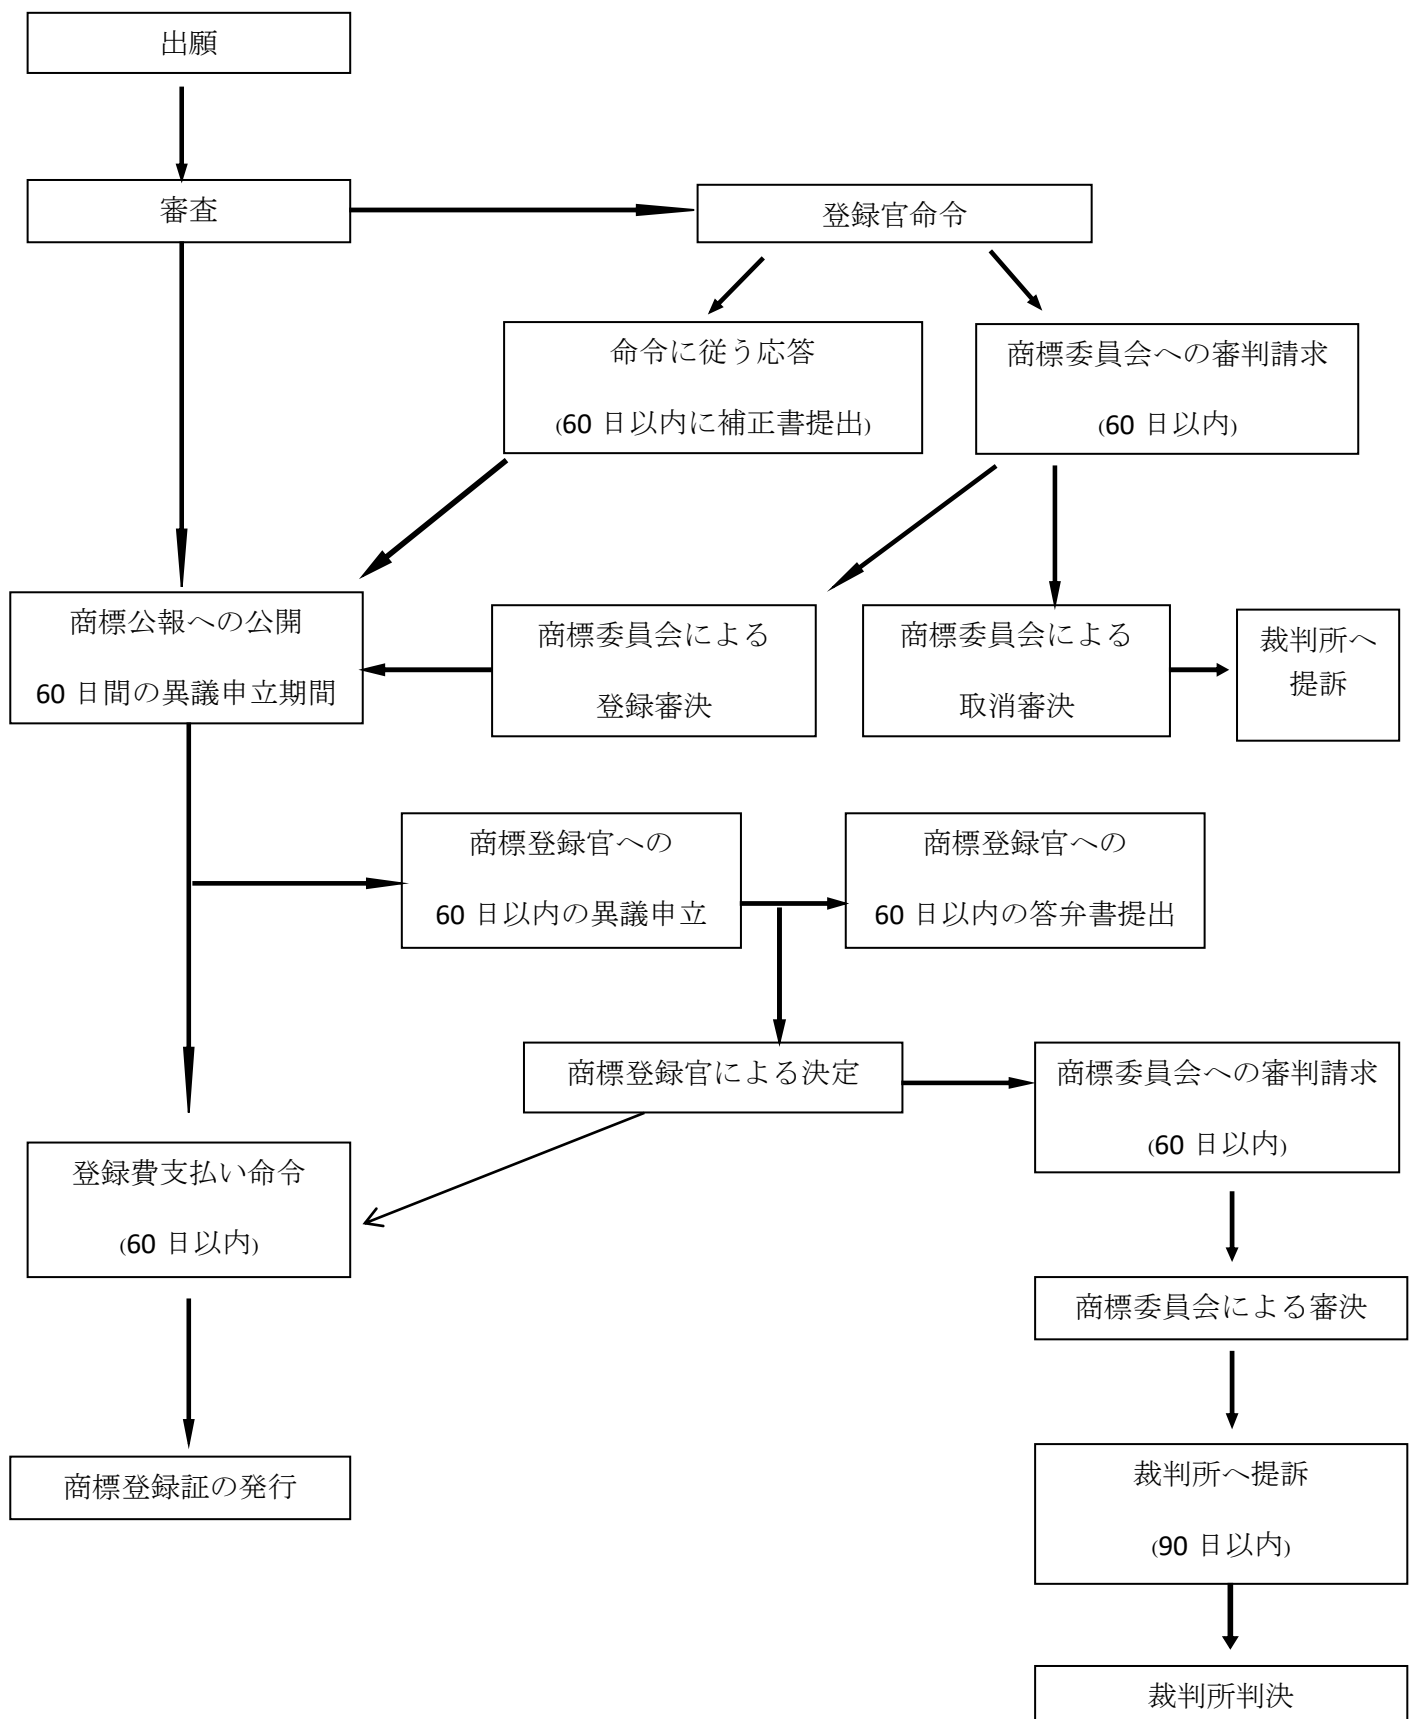 出願
審査
登録官命令
命令に従う応答
(60 日以内に補正書提出)
商標委員会への審判請求
(60 日以内)
商標公報への公開
60 日間の異議申立期間
商標委員会による
登録審決
商標委員会による
取消審決
裁判所へ
提訴
商標登録官への
60 日以内の異議申立
商標登録官への
60 日以内の答弁書提出
商標登録官による決定
商標委員会への審判請求
(60 日以内)
登録費支払い命令
(60 日以内)
商標委員会による審決
商標登録証の発行
裁判所へ提訴
(90 日以内)
裁判所判決